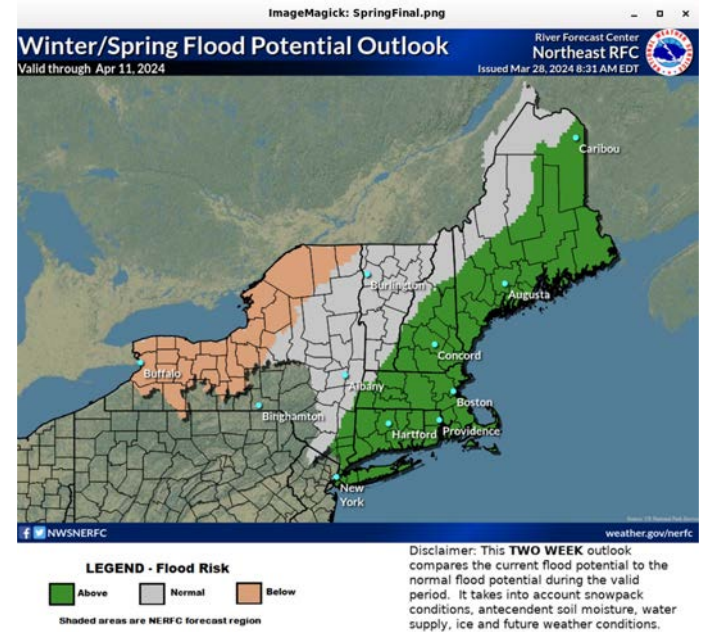 ImageMagick: SpringFinal.png
Winter/Spring Flood Potential Outlook
Valid through Apr 11, 2024
River Forecast Center
Northeast RFC
Issued Mar 28, 2024 8:31 AM EDT
Caribou
Burlington
Augusta
Concord
Buffalo
Albany
Boston
Binghamton
Hartford
Providence
New
York
NWSNERFC
weather.gov/nerfc
LEGEND - Flood Risk
Above
Normal
Below
Shaded areas are NERFC forecast region
Disclaimer: This TWO WEEK outlook
compares the current flood potential to the
normal flood potential during the valid
period. It takes into account snowpack
conditions, antecendent soil moisture, water
supply, ice and future weather conditions.